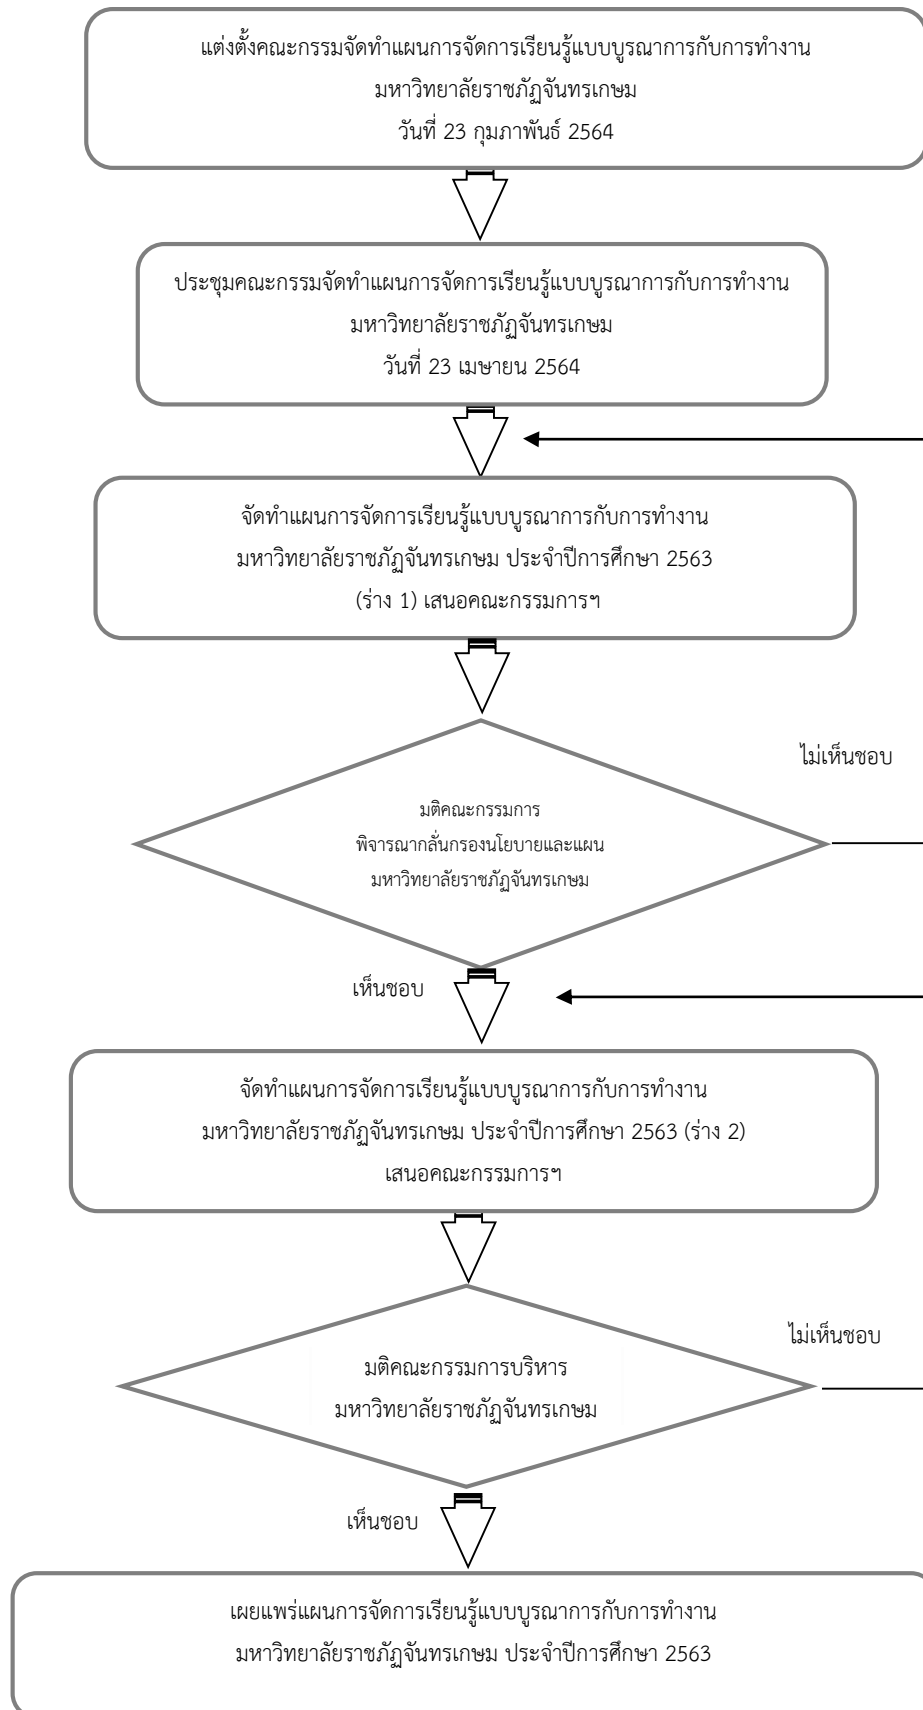 แต่งตั้งคณะกรรมจัดทำแผนการจัดการเรียนรู้แบบบูรณาการกับการทำงาน
มหาวิทยาลัยราชภัฏจันทรเกษม
วันที่ 23 กุมภาพันธ์ 2564
ประชุมคณะกรรมจัดทำแผนการจัดการเรียนรู้แบบบูรณาการกับการทำงาน
มหาวิทยาลัยราชภัฏจันทรเกษม
วันที่ 23 เมษายน 2564
จัดทำแผนการจัดการเรียนรู้แบบบูรณาการกับการทำงาน
มหาวิทยาลัยราชภัฏจันทรเกษม ประจำปีการศึกษา 2563
(ร่าง 1) เสนอคณะกรรมการฯ
ไม่เห็นชอบ
มติคณะกรรมการ
พิจารณากลั่นกรองนโยบายและแผน
มหาวิทยาลัยราชภัฏจันทรเกษม
เห็นชอบ
จัดทำแผนการจัดการเรียนรู้แบบบูรณาการกับการทำงาน
มหาวิทยาลัยราชภัฏจันทรเกษม ประจำปีการศึกษา 2563 (ร่าง 2)
เสนอคณะกรรมการฯ
ไม่เห็นชอบ
มติคณะกรรมการบริหาร
มหาวิทยาลัยราชภัฏจันทรเกษม
เห็นชอบ
เผยแพร่แผนการจัดการเรียนรู้แบบบูรณาการกับการทำงาน
มหาวิทยาลัยราชภัฏจันทรเกษม ประจำปีการศึกษา 2563